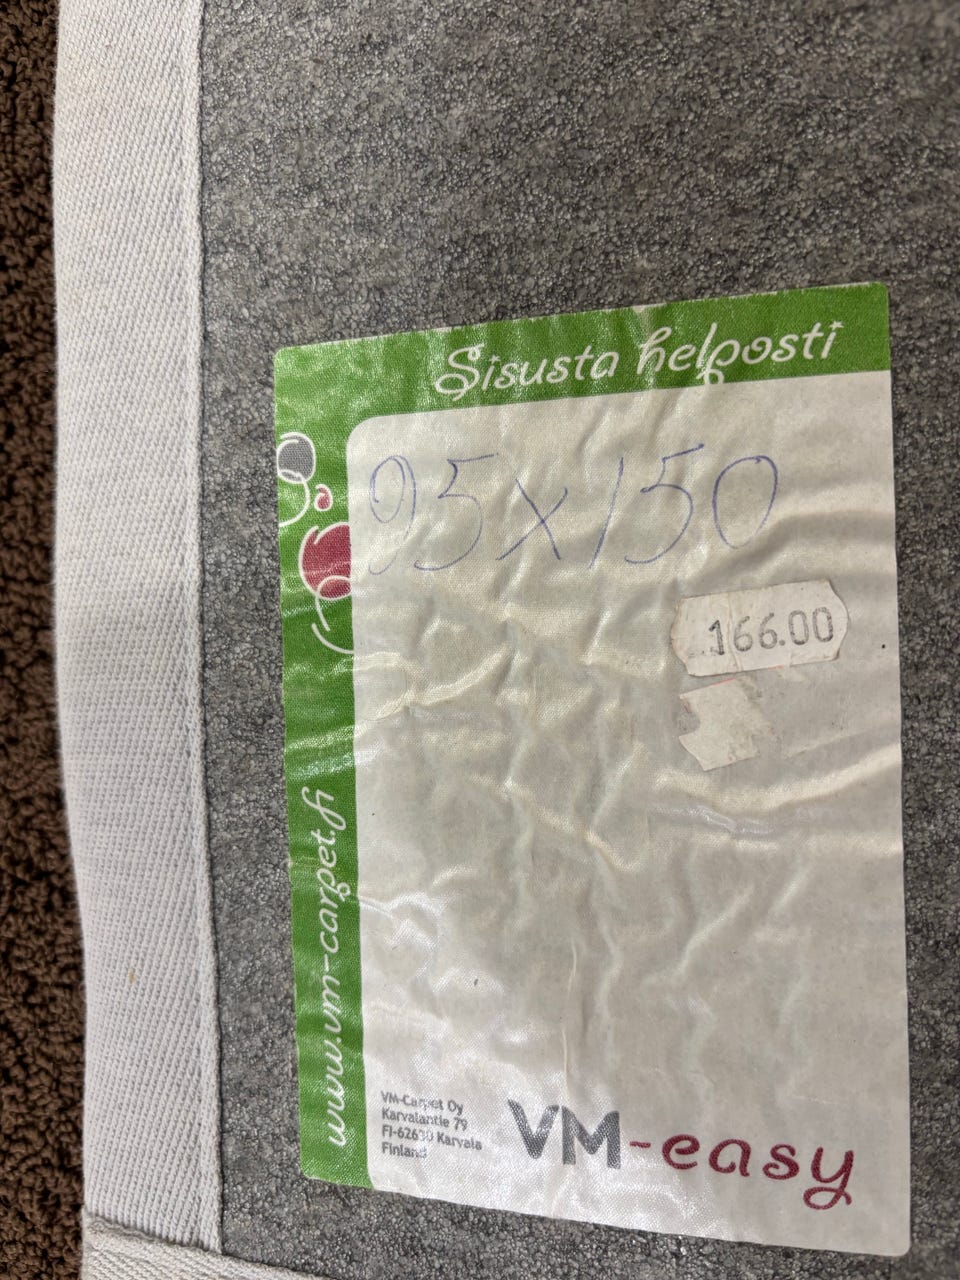 Sisusta helposti
95x150
166.00
www.vm-carpet.fi
VM-Carpet Oy
Karvalantie 79
FI-62630 Karvala
Finland
VM-easy